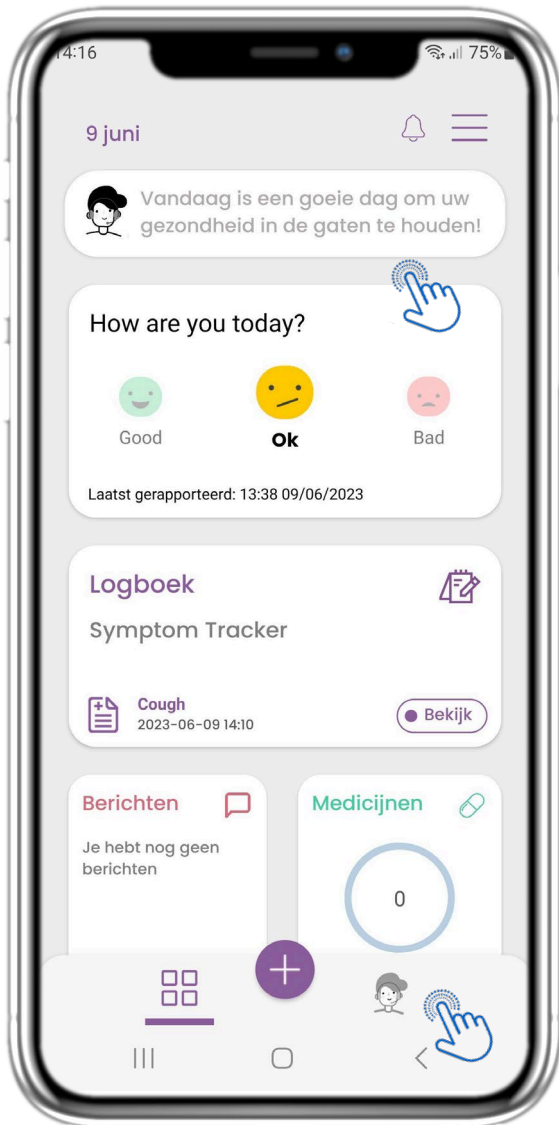 14:16 75%
9 juni
Vandaag is een goeie dag om uw
gezondheid in de gaten te houden!
How are you today?
Good Ok Bad
Laatst gerapporteerd: 13:38 09/06/2023
Logboek
Symptom Tracker
Cough
2023-06-09 14:10
Bekijk
Berichten
Je hebt nog geen
berichten
Medicijnen
0